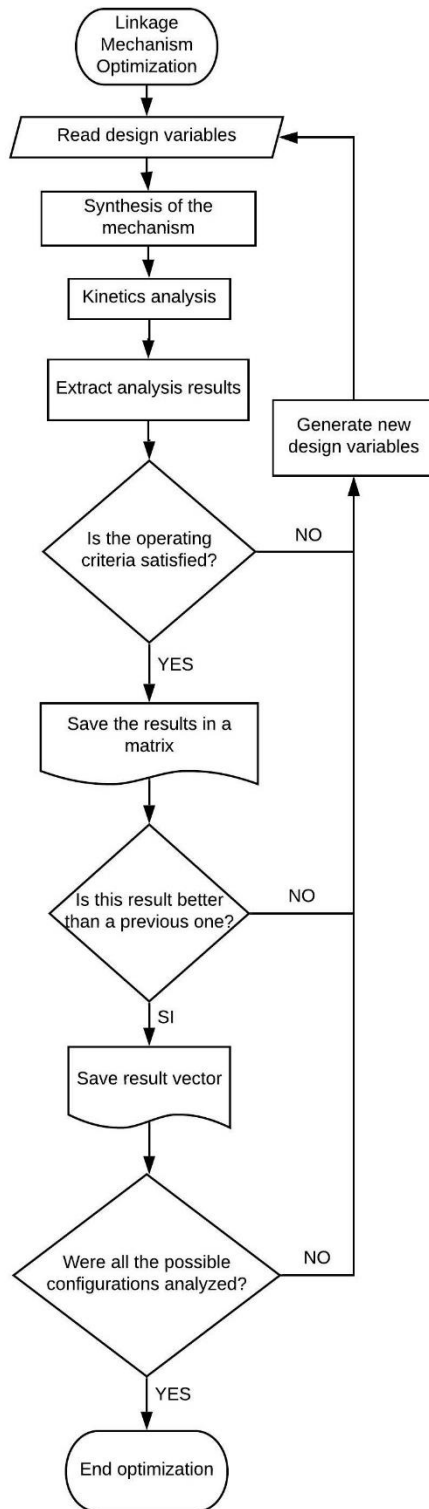 Linkage
Mechanism
Optimization
Read design variables
Synthesis of the
mechanism
Kinetics analysis
Extract analysis results
Generate new
design variables
Is the operating
criteria satisfied?
NO
YES
Save the results in a
matrix
Is this result better
than a previous one?
NO
SI
Save result vector
Were all the possible
configurations analyzed?
NO
YES
End optimization